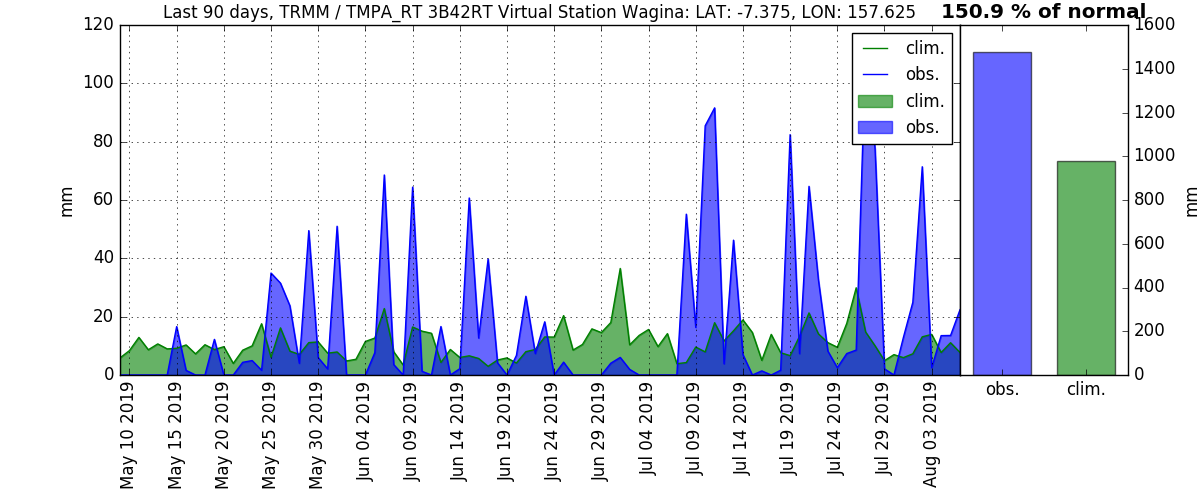 Last 90 days, TRMM / TMPA_RT 3B42RT Virtual Station Wagina: LAT: -7.375, LON: 157.625
150.9 % of normal
clim.
obs.
clim.
obs.
mm
120
100
80
60
40
20
0
May 10 2019
May 15 2019
May 20 2019
May 25 2019
May 30 2019
Jun 04 2019
Jun 09 2019
Jun 14 2019
Jun 19 2019
Jun 24 2019
Jun 29 2019
Jul 04 2019
Jul 09 2019
Jul 14 2019
Jul 19 2019
Jul 24 2019
Jul 29 2019
Aug 03 2019
1600
1400
1200
1000
800
600
400
200
0
mm
obs.
clim.